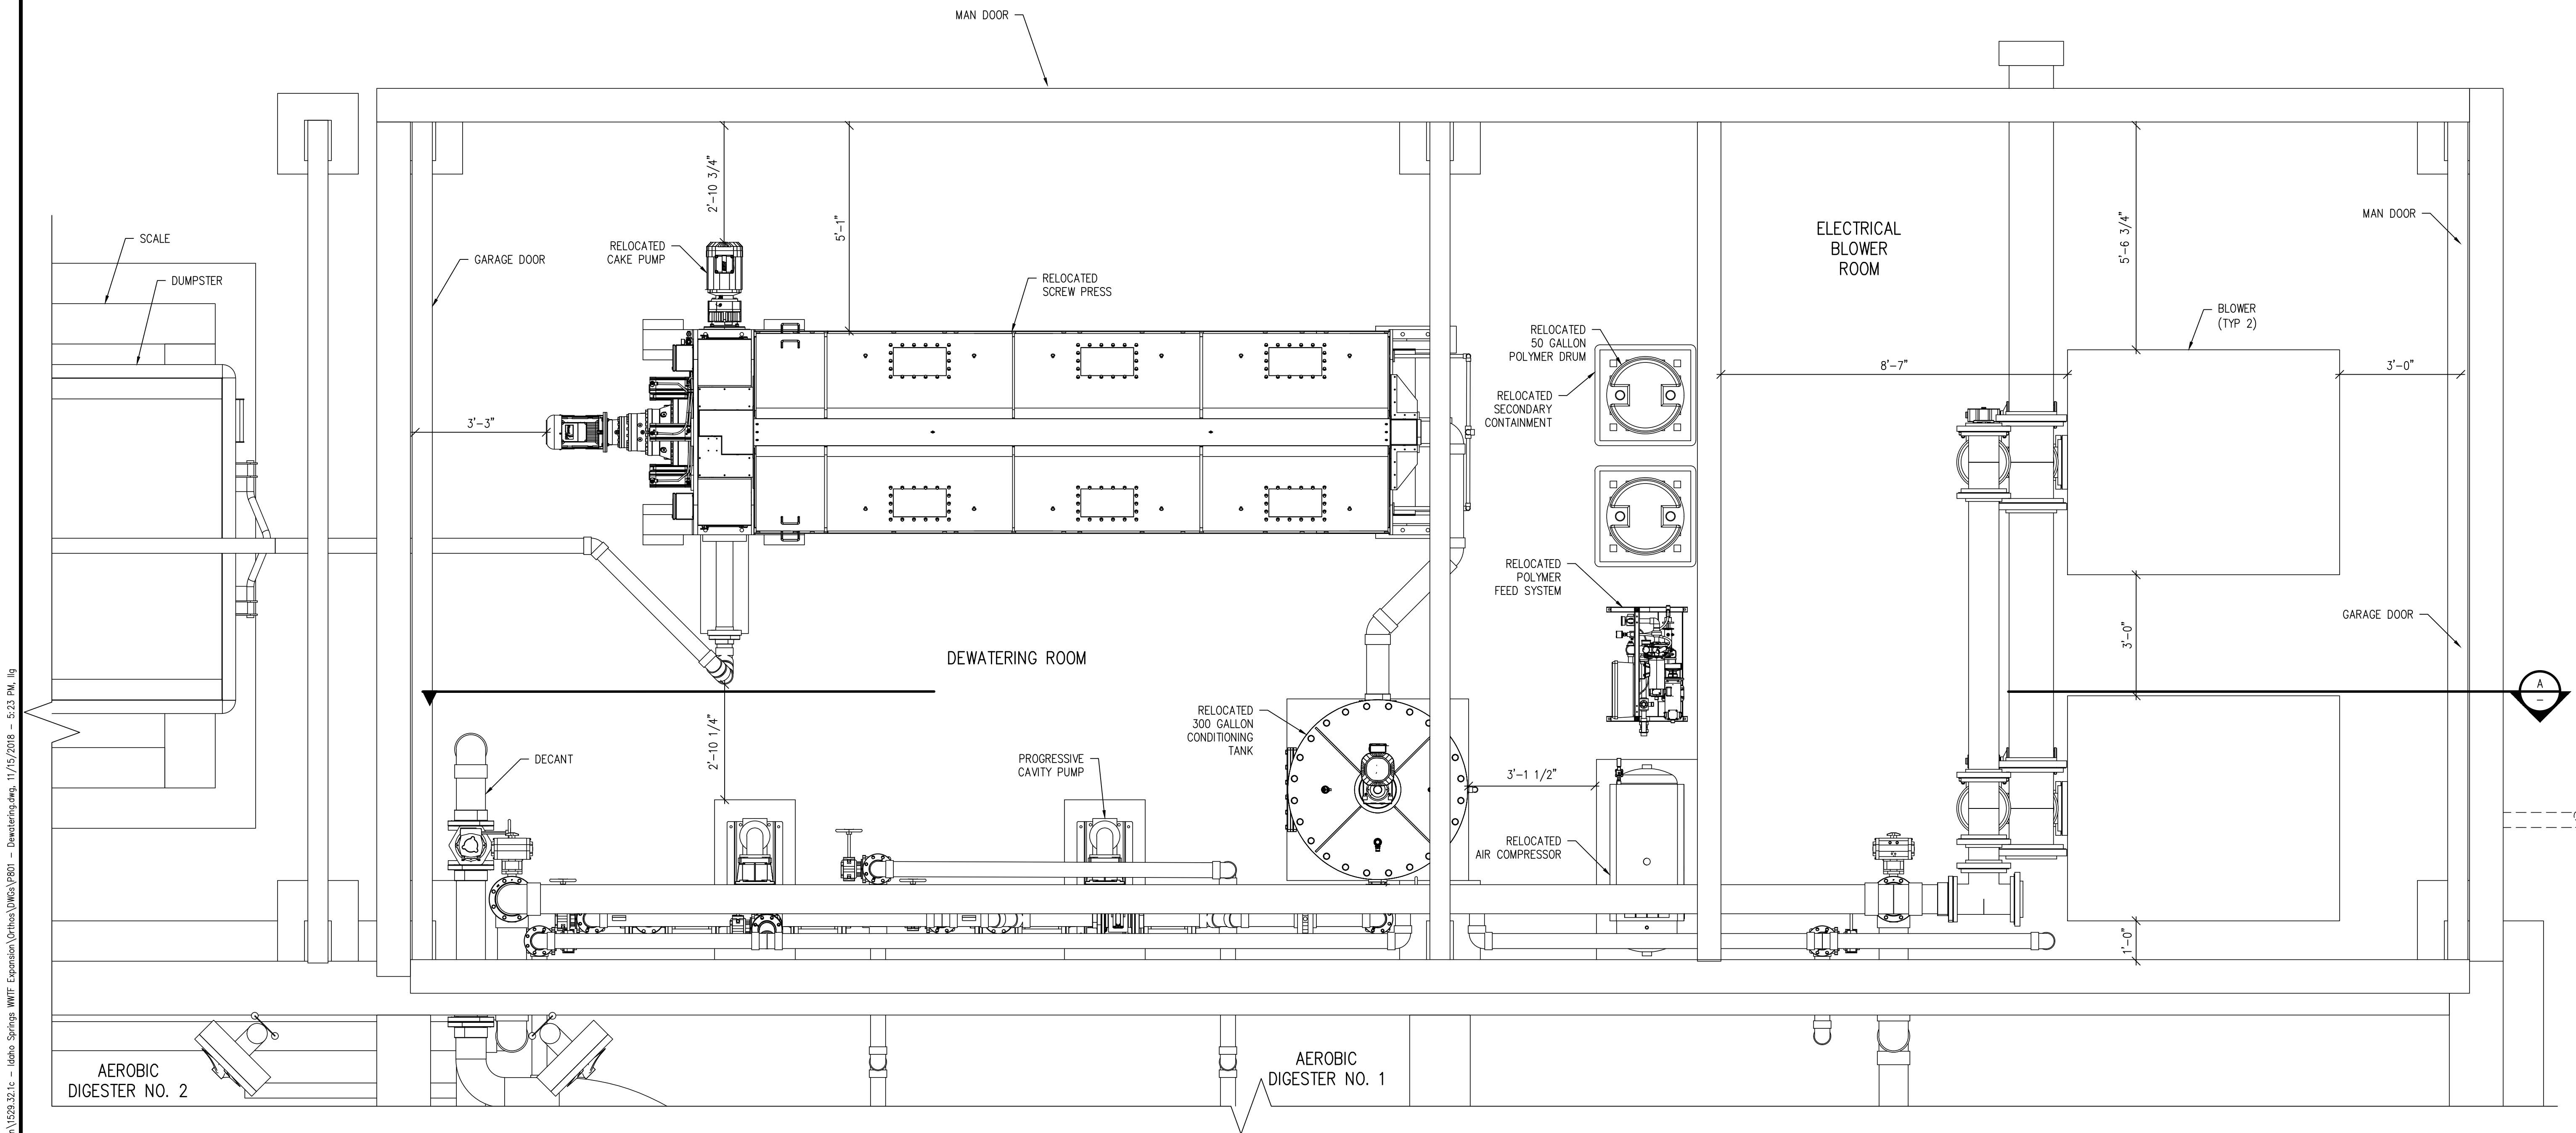 MAN DOOR
SCALE
DUMPSTER
GARAGE DOOR
RELOCATED
CAKE PUMP
2'-10 3/4"
5'-1"
RELOCATED
SCREW PRESS
3'-3"
RELOCATED
50 GALLON
POLYMER DRUM
RELOCATED
SECONDARY
CONTAINMENT
RELOCATED
POLYMER
FEED SYSTEM
ELECTRICAL
BLOWER
ROOM
8'-7"
5'-6 3/4"
BLOWER
(TYP 2)
3'-0"
MAN DOOR
GARAGE DOOR
3'-0"
A
-
DEWATERING ROOM
2'-10 1/4"
DECANT
PROGRESSIVE
CAVITY PUMP
RELOCATED
300 GALLON
CONDITIONING
TANK
3'-1 1/2"
RELOCATED
AIR COMPRESSOR
1'-0"
AEROBIC
DIGESTER NO. 2
AEROBIC
DIGESTER NO. 1
\1529.32.1c - Idaho Springs WWTF Expansion\Orthos\DWGs\P801 - Dewatering.dwg, 11/15/2018 - 5:23 PM, llg